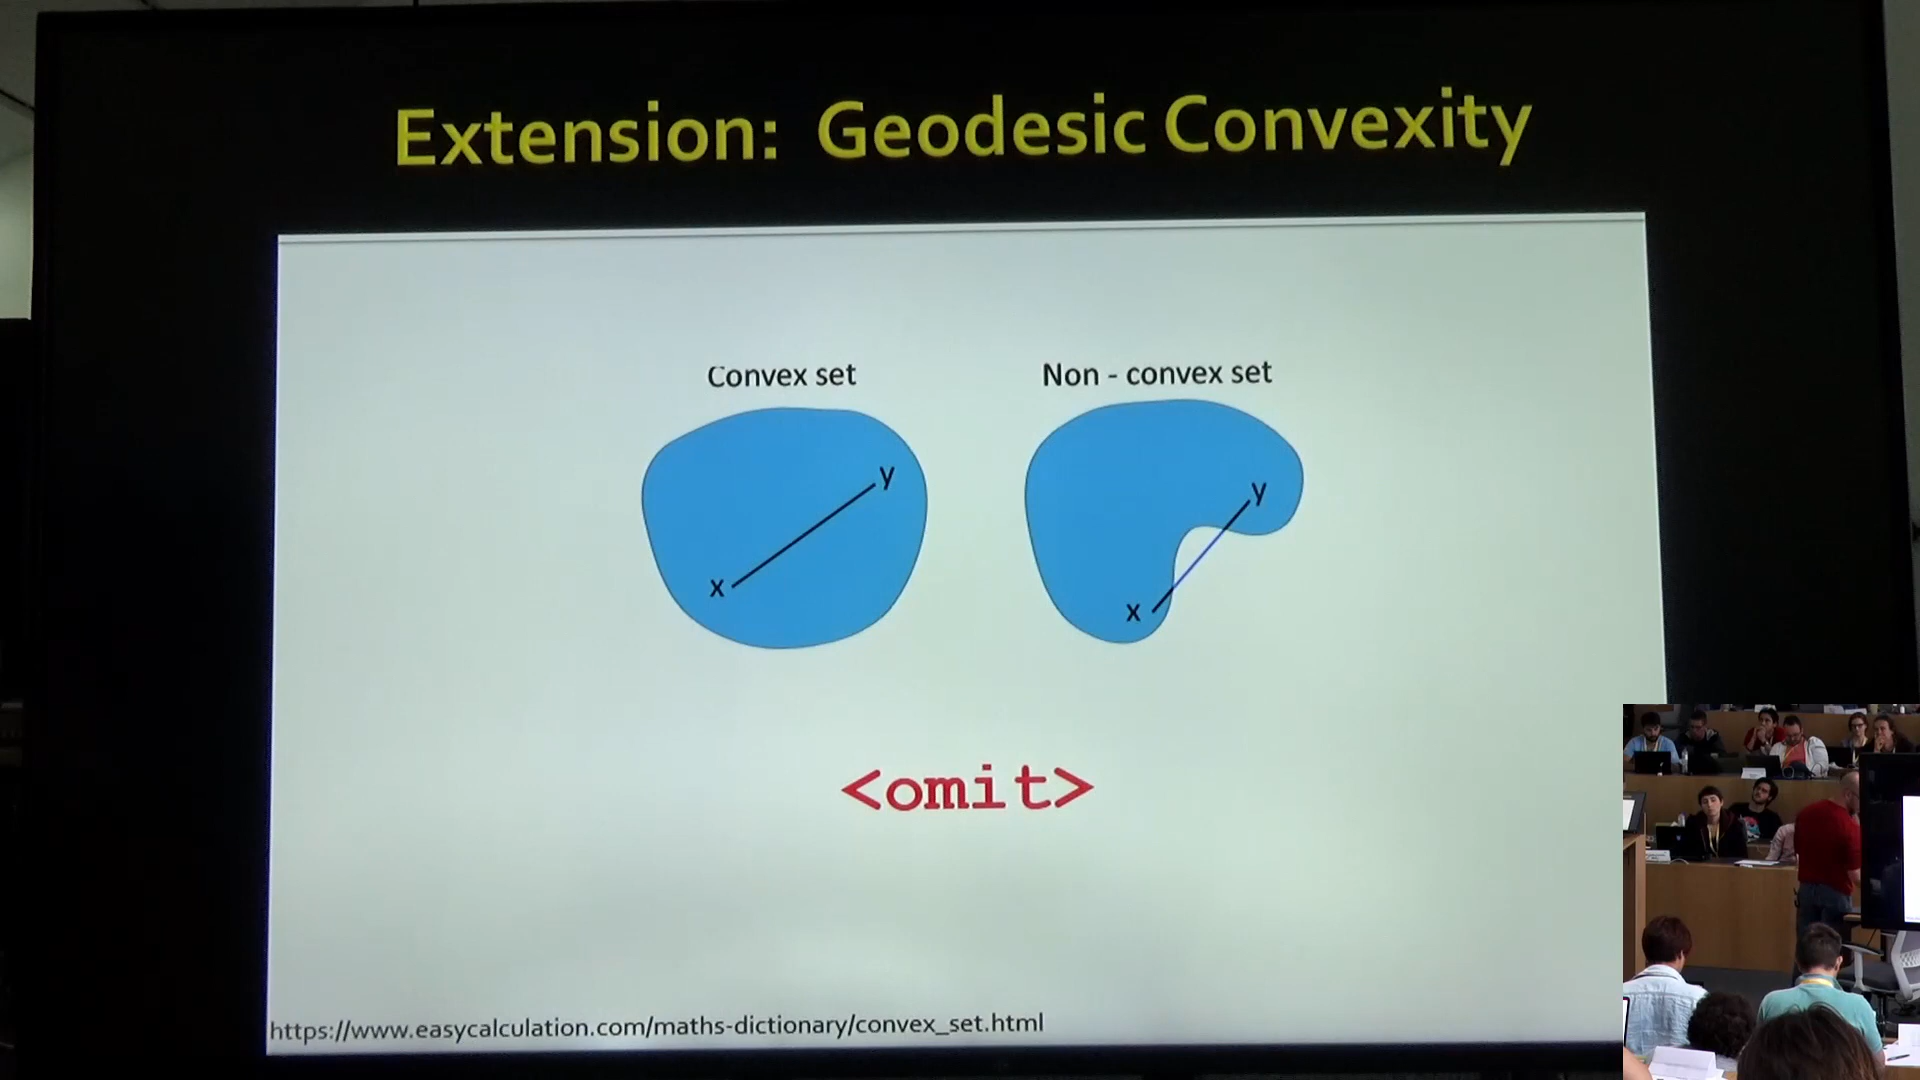 Extension: Geodesic Convexity
Convex set
Non - convex set
y
x
y
x
<omit>
https://www.easycalculation.com/maths-dictionary/convex_set.html